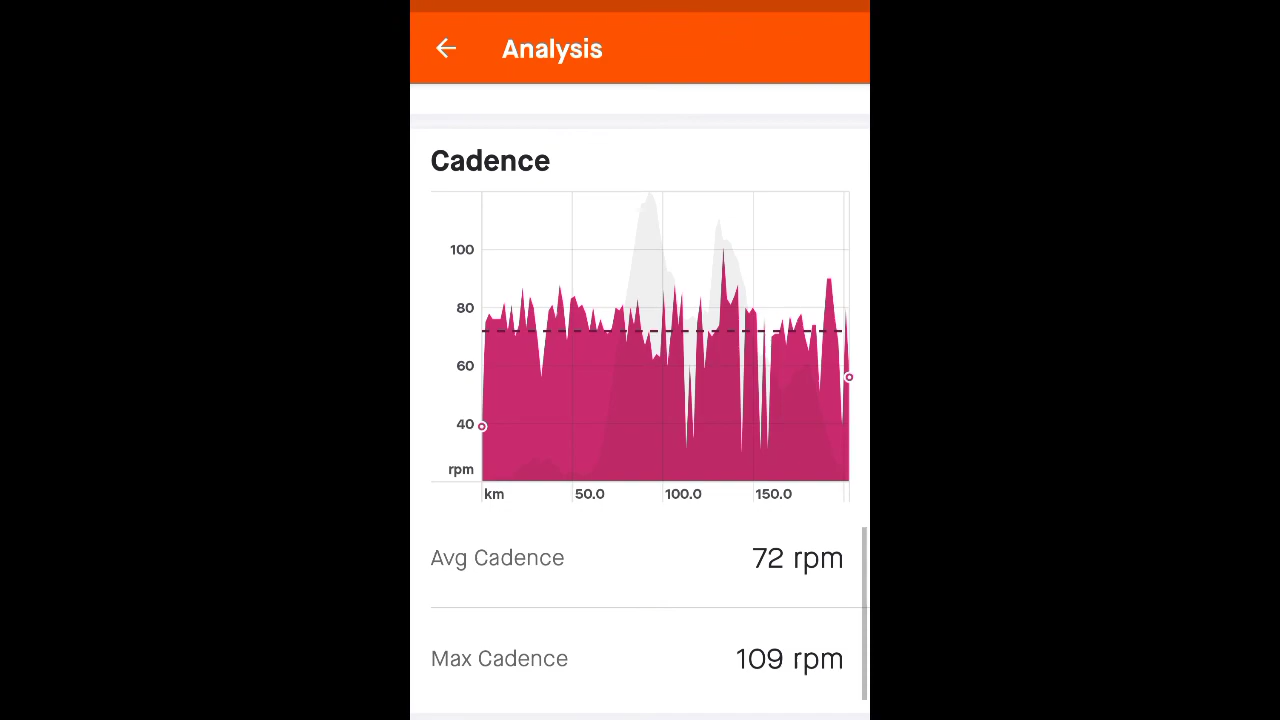 Analysis
Cadence
100
80
60
40
rpm
km 50.0 100.0 150.0
Avg Cadence 72 rpm
Max Cadence 109 rpm